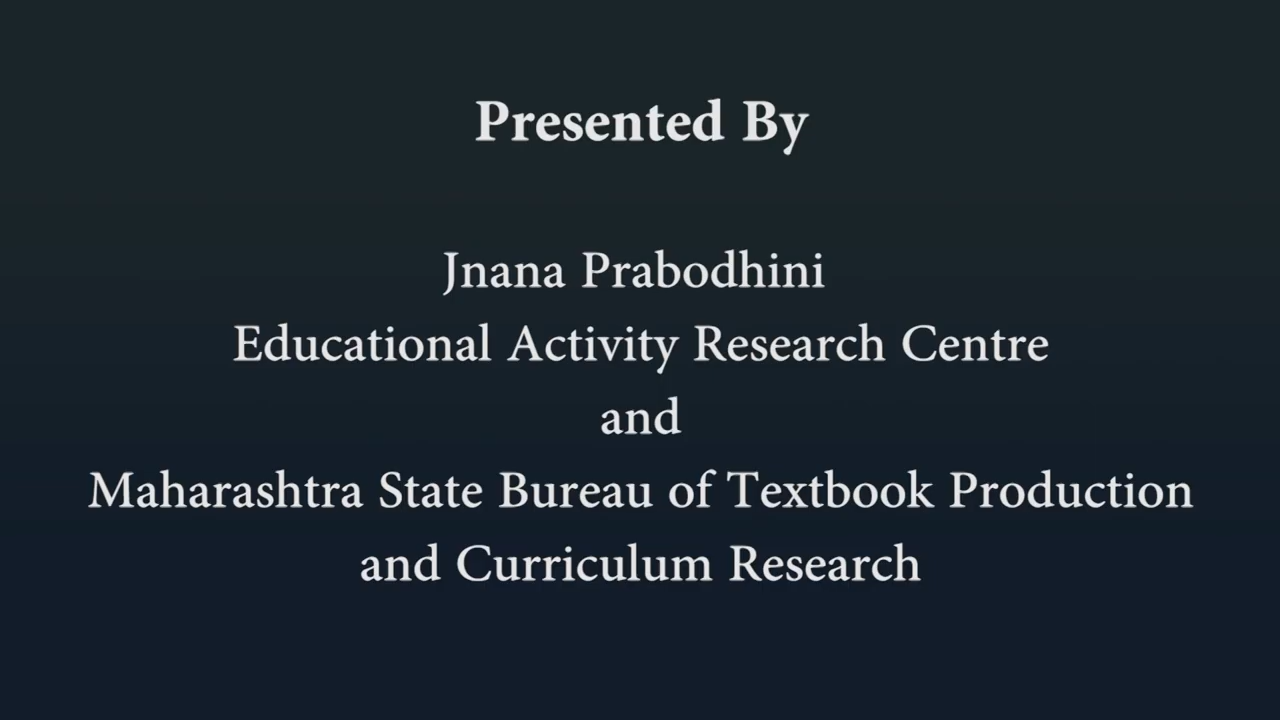 Presented By
Jnana Prabodhini
Educational Activity Research Centre
and
Maharashtra State Bureau of Textbook Production
and Curriculum Research